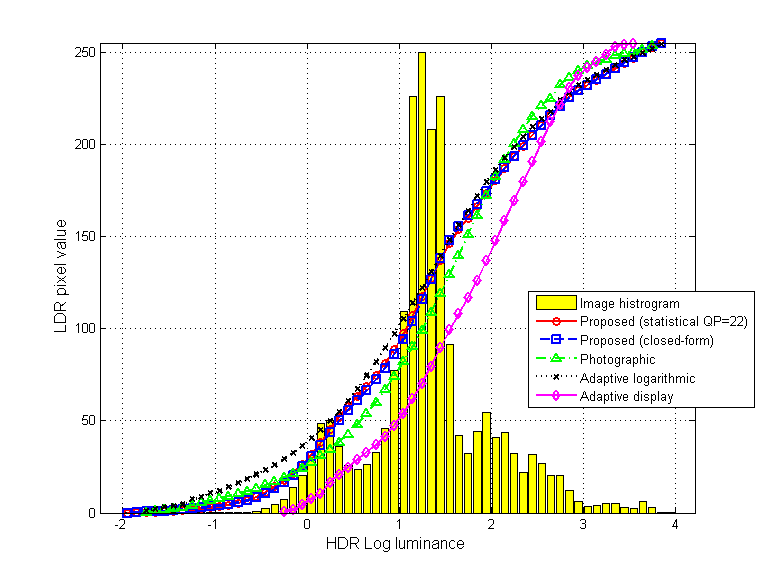 250
200
150
100
50
0
LDR pixel value
-2
-1
0
1
2
3
4
HDR Log luminance
Image histrogram
Proposed (statistical QP=22)
Proposed (closed-form)
Photographic
Adaptive logarithmic
Adaptive display